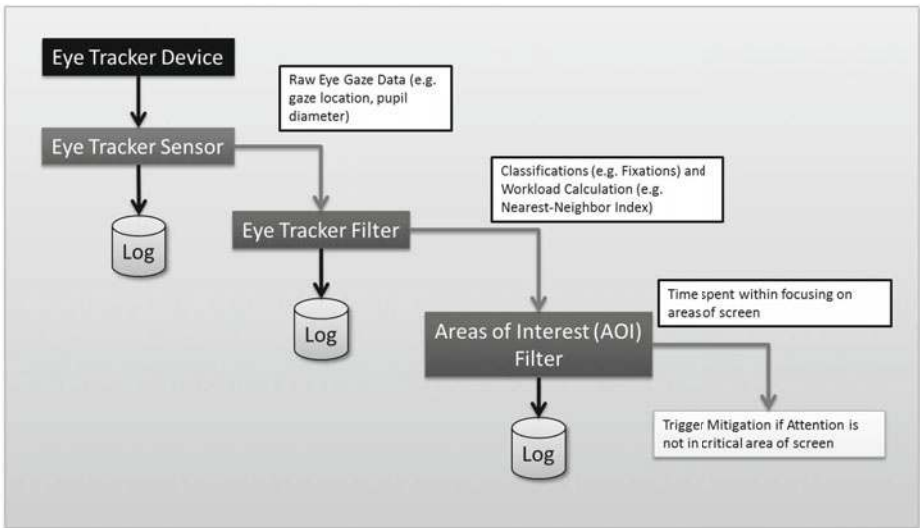 Eye Tracker Device
Raw Eye Gaze Data (e.g.
gaze location, pupil
diameter)
Eye Tracker Sensor
Classifications (e.g. Fixations) and
Workload Calculation (e.g.
Nearest-Neighbor Index)
Log
Eye Tracker Filter
Time spent within focusing on
areas of screen
Log
Areas of Interest (AOI)
Filter
Trigger Mitigation if Attention is
not in critical area of screen
Log